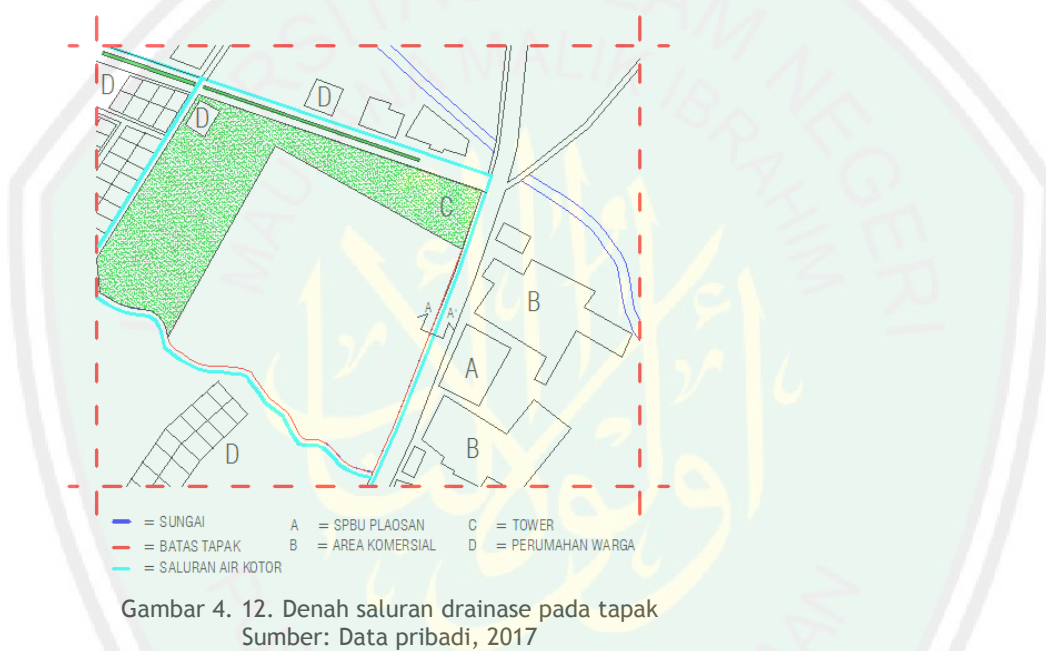 D
D
D
C
A
A'
B
A
B
D
= SUNGAI
A = SPBU PLAOSAN
C = TOWER
= BATAS TAPAK
B = AREA KOMERSIAL
D = PERUMAHAN WARGA
= SALURAN AIR KOTOR
Gambar 4. 12. Denah saluran drainase pada tapak
Sumber: Data pribadi, 2017